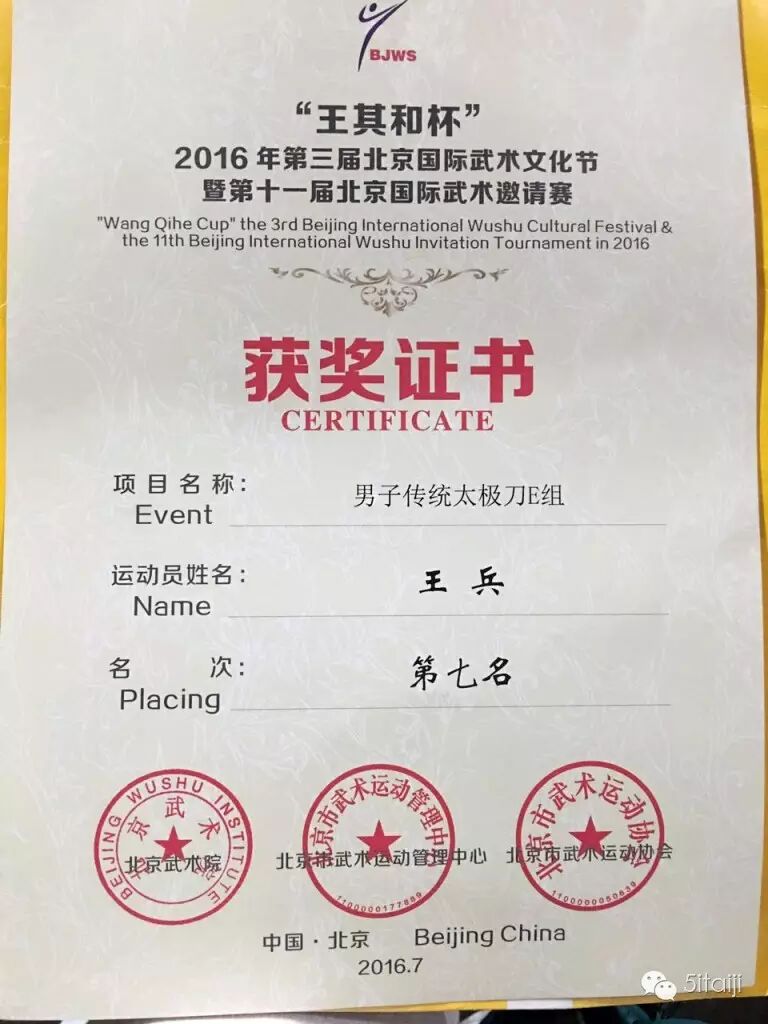 BJWS
“王其和杯”
2016年第三届北京国际武术文化节
暨第十一届北京国际武术邀请赛
"Wang Qihe Cup" the 3rd Beijing International Wushu Cultural Festival &
the 11th Beijing International Wushu Invitation Tournament in 2016
获奖证书
CERTIFICATE
项目名称： 男子传统太极刀E组
Event
运动员姓名： 王兵
Name
名 次： 第七名
Placing
BEIJING WUSHU INSTITUTE
北京武术院
北京市武术运动管理中心
1100000177889
北京市武术运动协会
北京武术院 北京市武术运动管理中心 北京市武术运动协会
中国·北京 Beijing China
2016.7
5itaiji